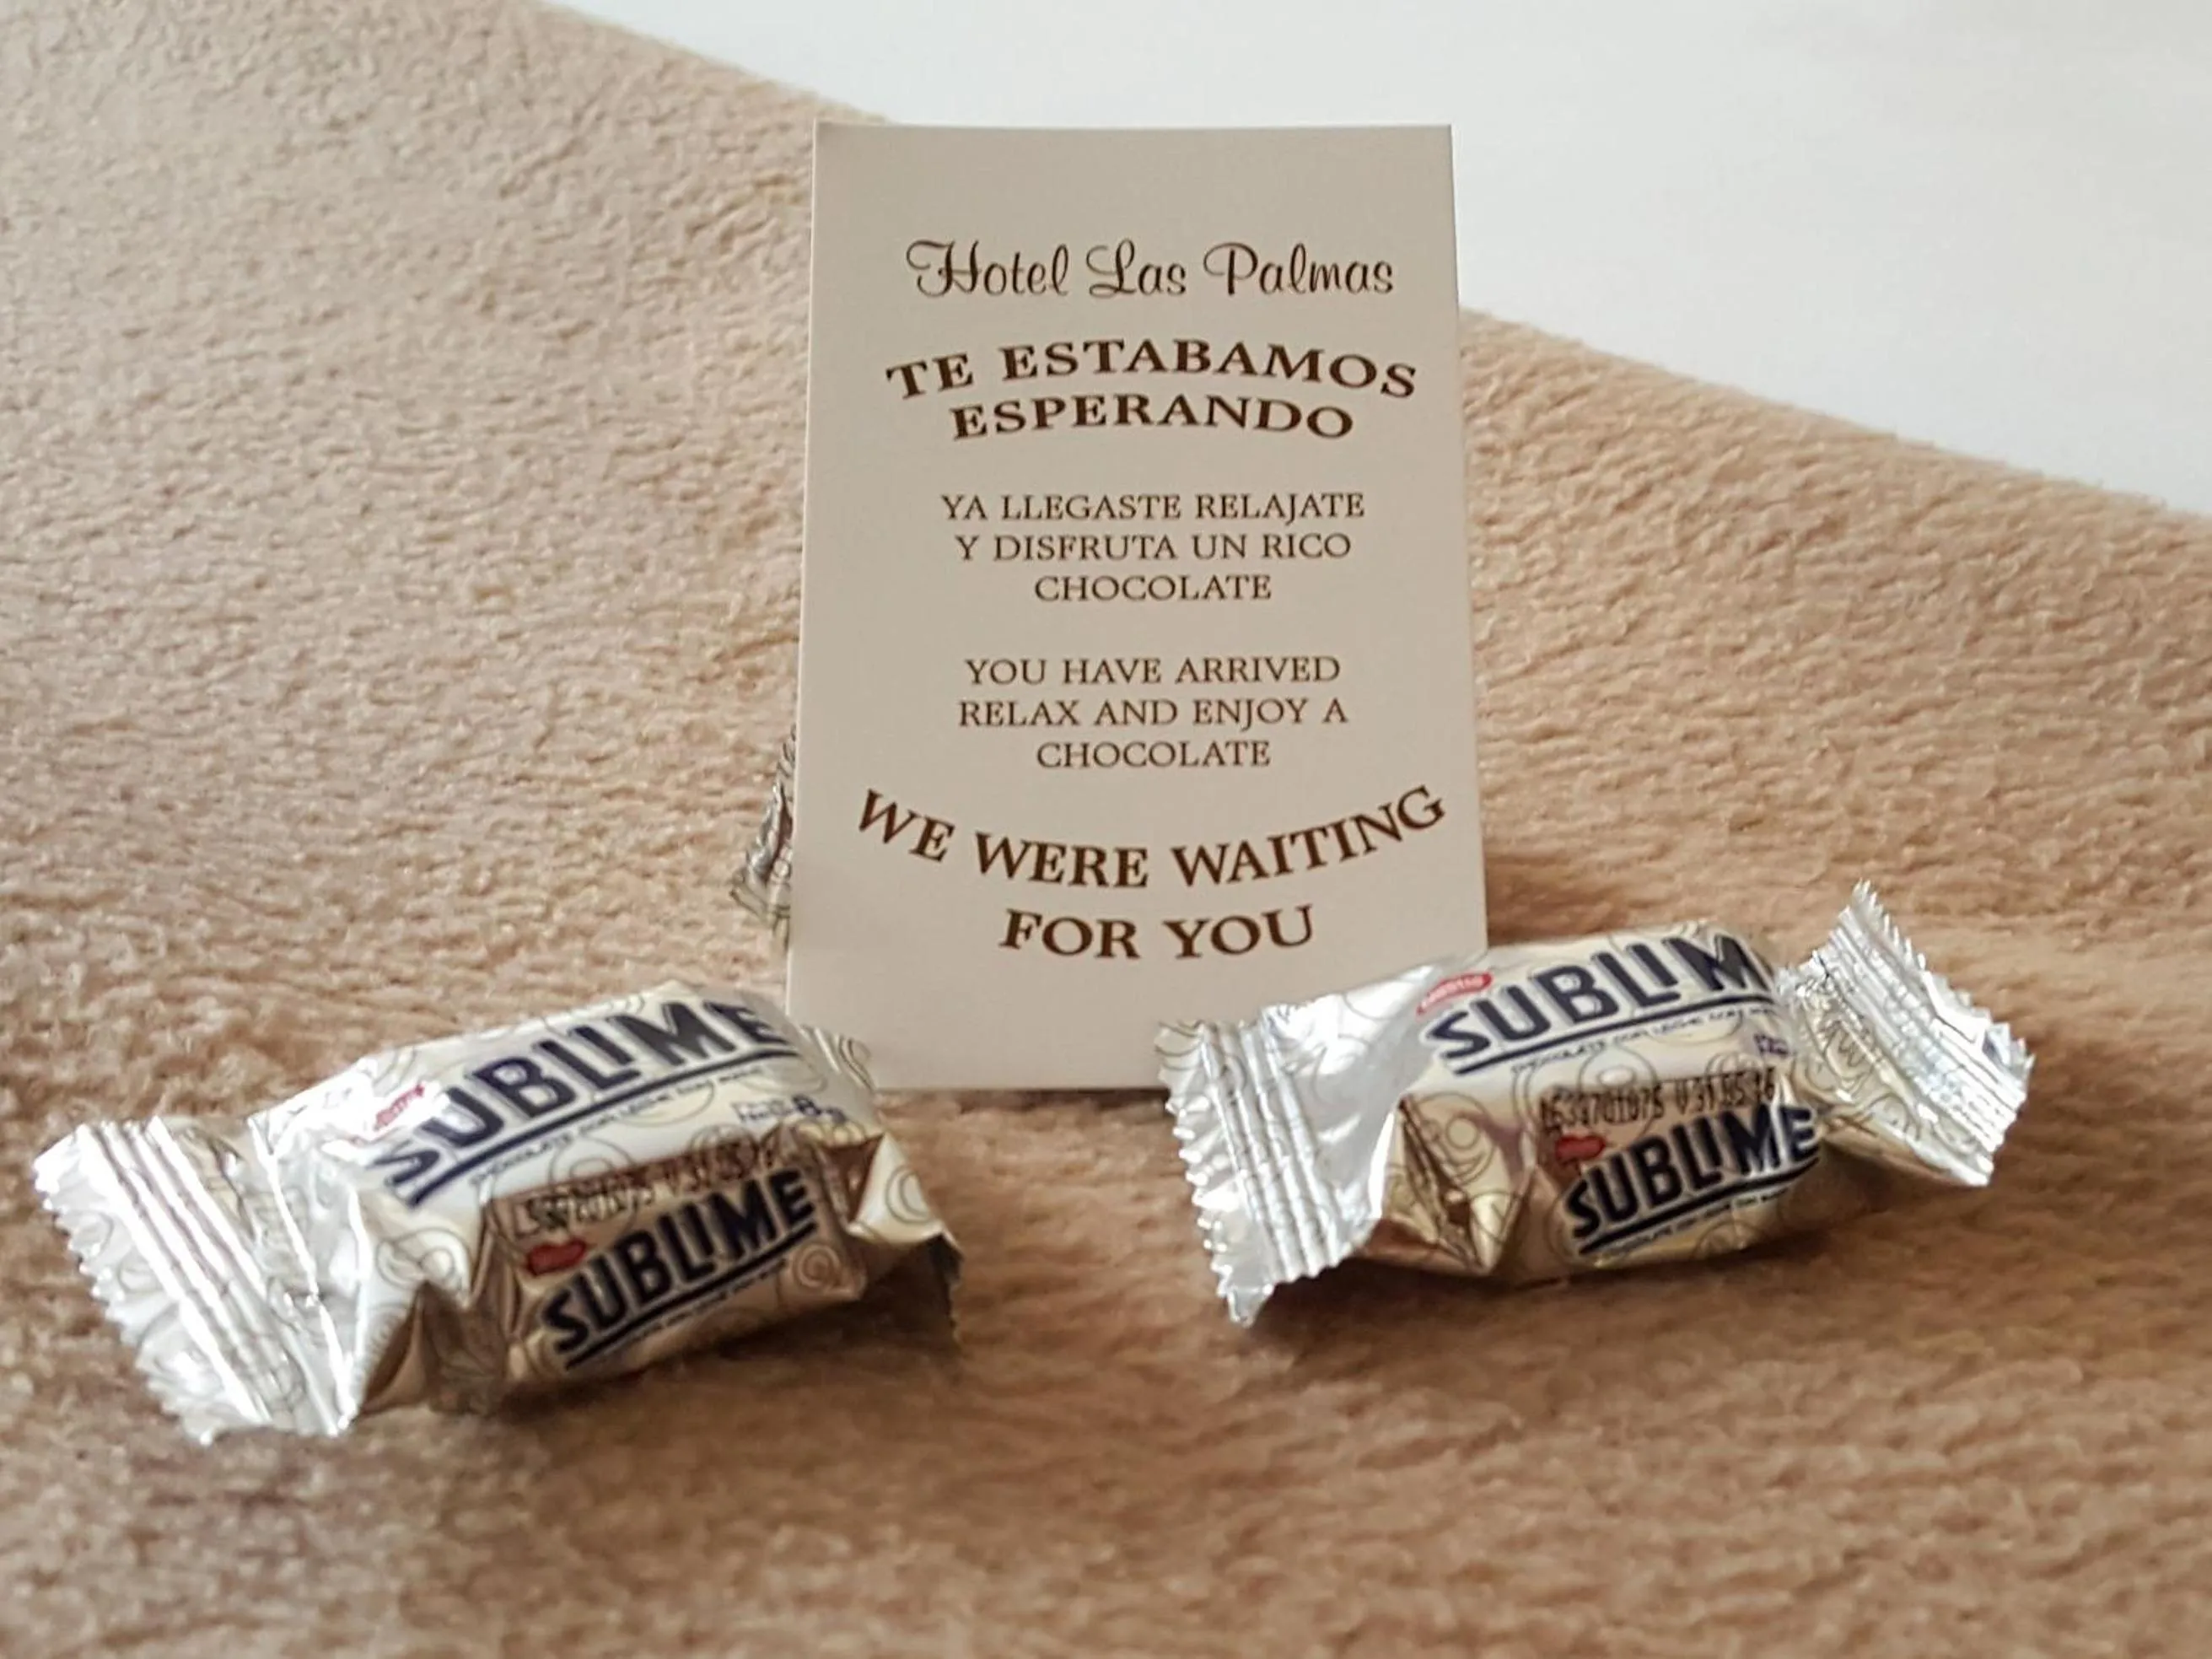 Hotel Las Palmas
TE ESTABAMOS
ESPERANDO
YA LLEGASTE RELAJATE
Y DISFRUTA UN RICO
CHOCOLATE
YOU HAVE ARRIVED
RELAX AND ENJOY A
CHOCOLATE
WE WERE WAITING
FOR YOU
SUBLIME
SUBLIME
SUBLIM
SUBLIME